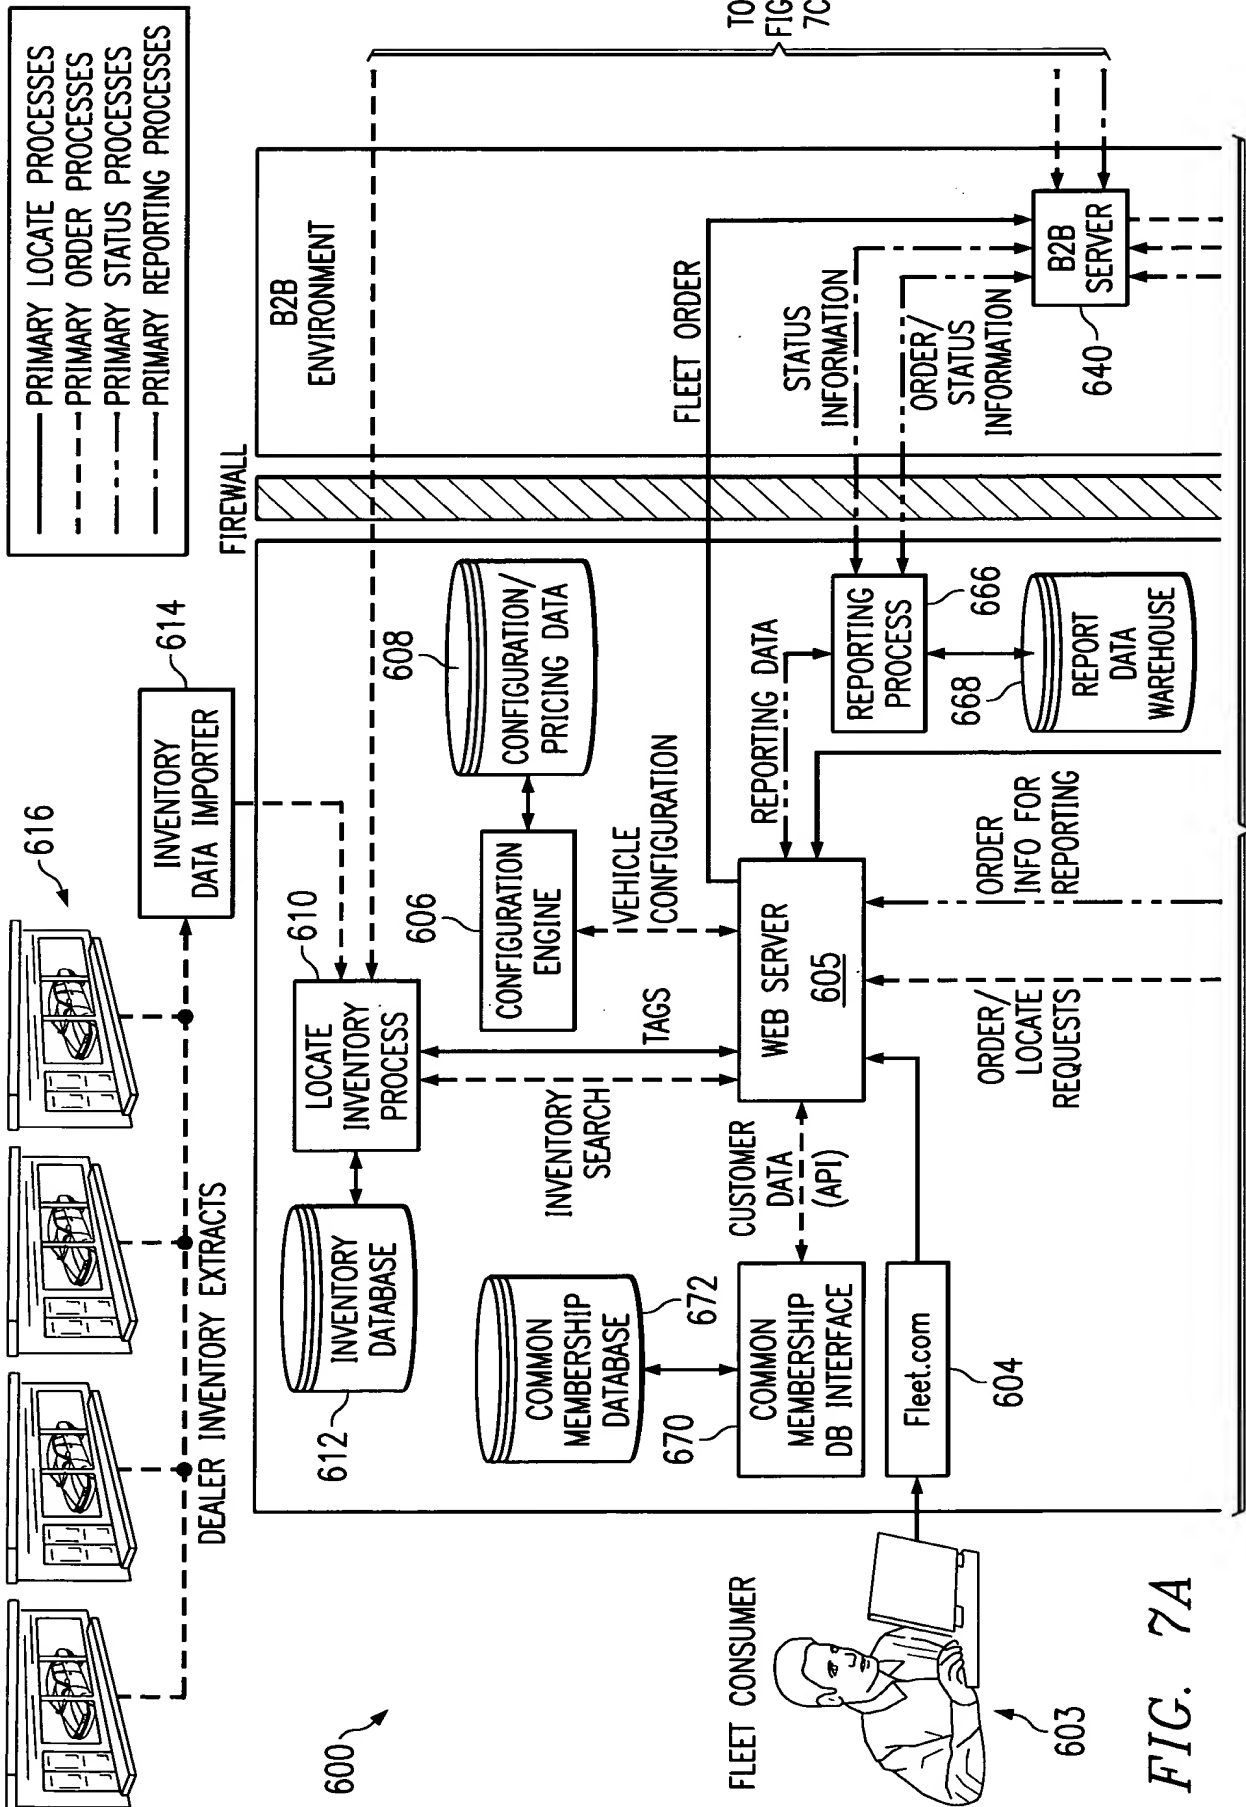 PRIMARY LOCATE PROCESSES
PRIMARY ORDER PROCESSES
PRIMARY STATUS PROCESSES
PRIMARY REPORTING PROCESSES
616
DEALER INVENTORY EXTRACTS
INVENTORY
DATA IMPORTER
614
600
FIREWALL
B2B
ENVIRONMENT
TO
FIG.
7C
612
INVENTORY
DATABASE
LOCATE
INVENTORY
PROCESS
610
608
CONFIGURATION/
PRICING DATA
606
CONFIGURATION
ENGINE
INVENTORY
SEARCH
TAGS
VEHICLE
CONFIGURATION
COMMON
MEMBERSHIP
DATABASE
672
670
COMMON
MEMBERSHIP
DB INTERFACE
CUSTOMER
DATA
(API)
WEB SERVER
605
REPORTING DATA
FLEET ORDER
STATUS
INFORMATION
ORDER/
STATUS
INFORMATION
REPORTING
PROCESS
666
668
REPORT
DATA
WAREHOUSE
B2B
SERVER
640
FLEET CONSUMER
603
Fleet.com
604
ORDER/
LOCATE
REQUESTS
ORDER
INFO FOR
REPORTING
FIG. 7A